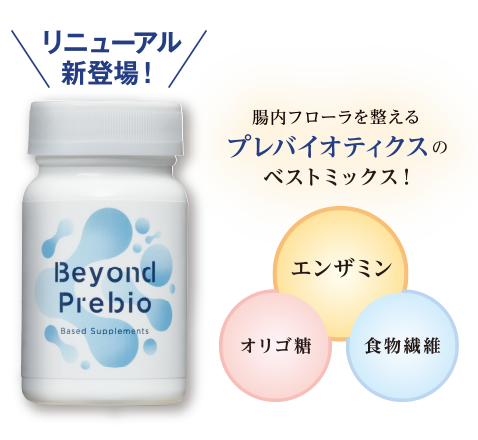 リニューアル
新登場！
腸内フローラを整える
プレバイオティクスの
ベストミックス！
Beyond
Prebio
Based Supplements
エンザミン
オリゴ糖
食物繊維